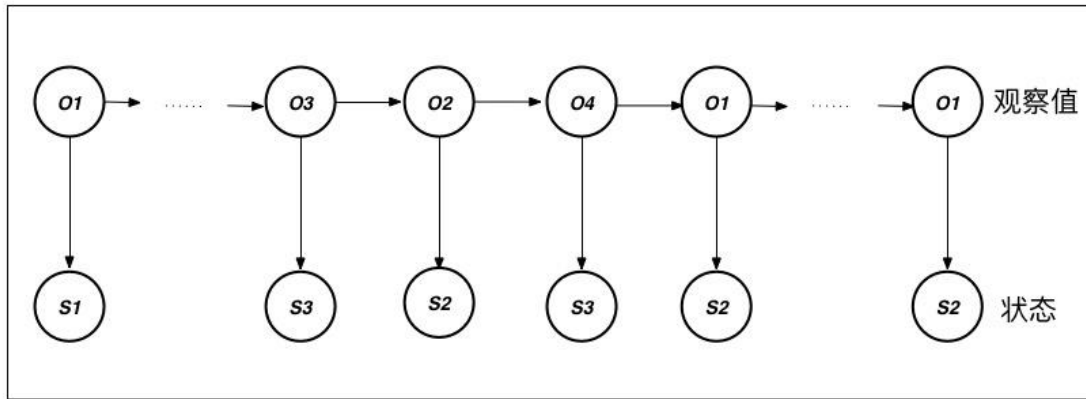 O1 ...... O3 O2 O4 O1 ...... O1 观察值
S1 S3 S2 S3 S2 S2 状态